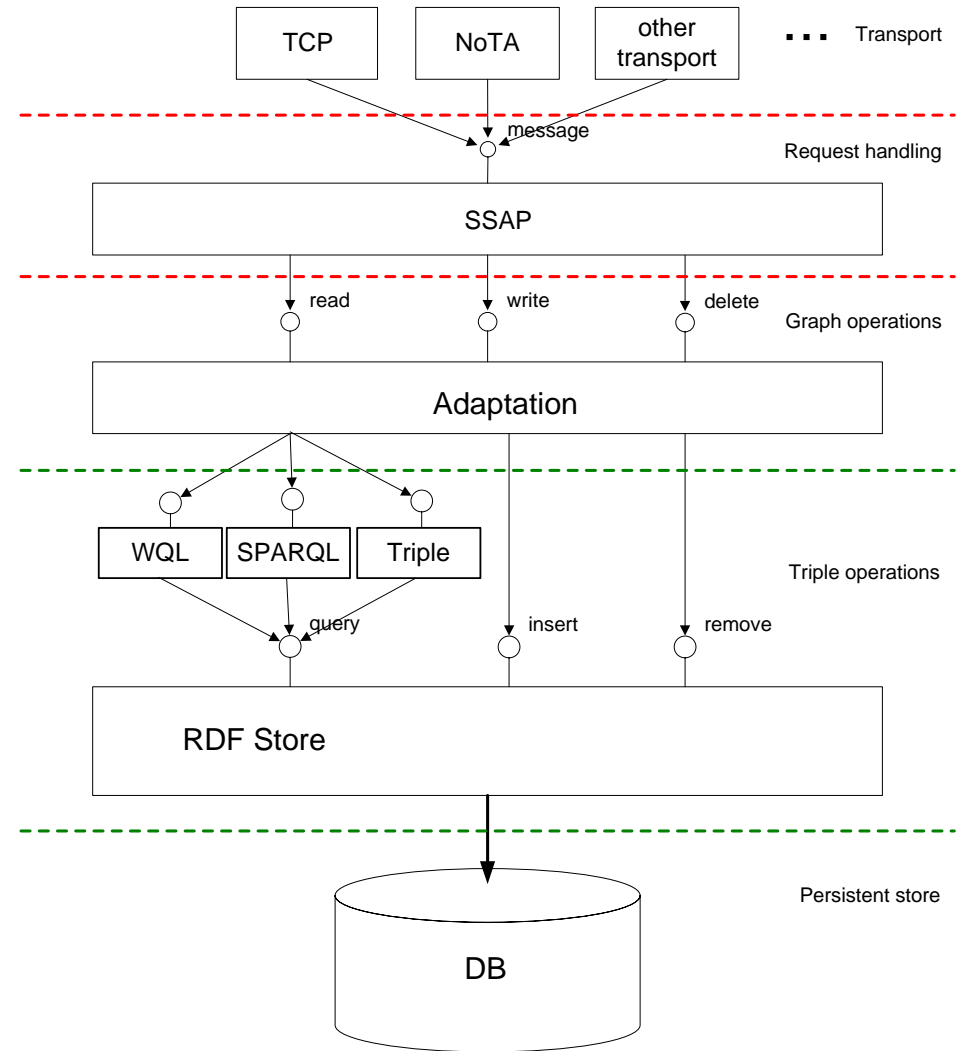 TCP
NoTA
other
transport
... Transport
message
Request handling
SSAP
read
write
delete
Graph operations
Adaptation
WQL
SPARQL
Triple
Triple operations
query
insert
remove
RDF Store
Persistent store
DB